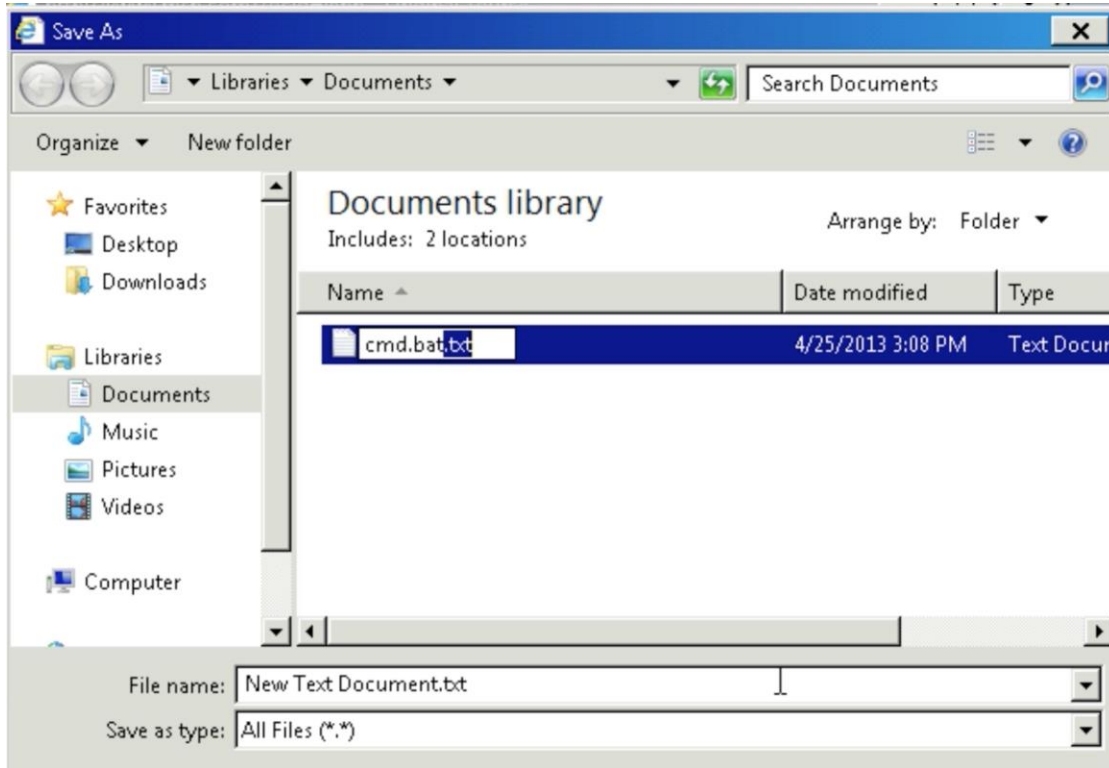 Save As
Libraries Documents
Search Documents
Organize New folder
Favorites
Desktop
Downloads
Libraries
Documents
Music
Pictures
Videos
Computer
Documents library
Includes: 2 locations
Arrange by: Folder
Name Date modified Type
cmd.bat.txt 4/25/2013 3:08 PM Text Docur
File name: New Text Document.txt
Save as type: All Files (*.*)